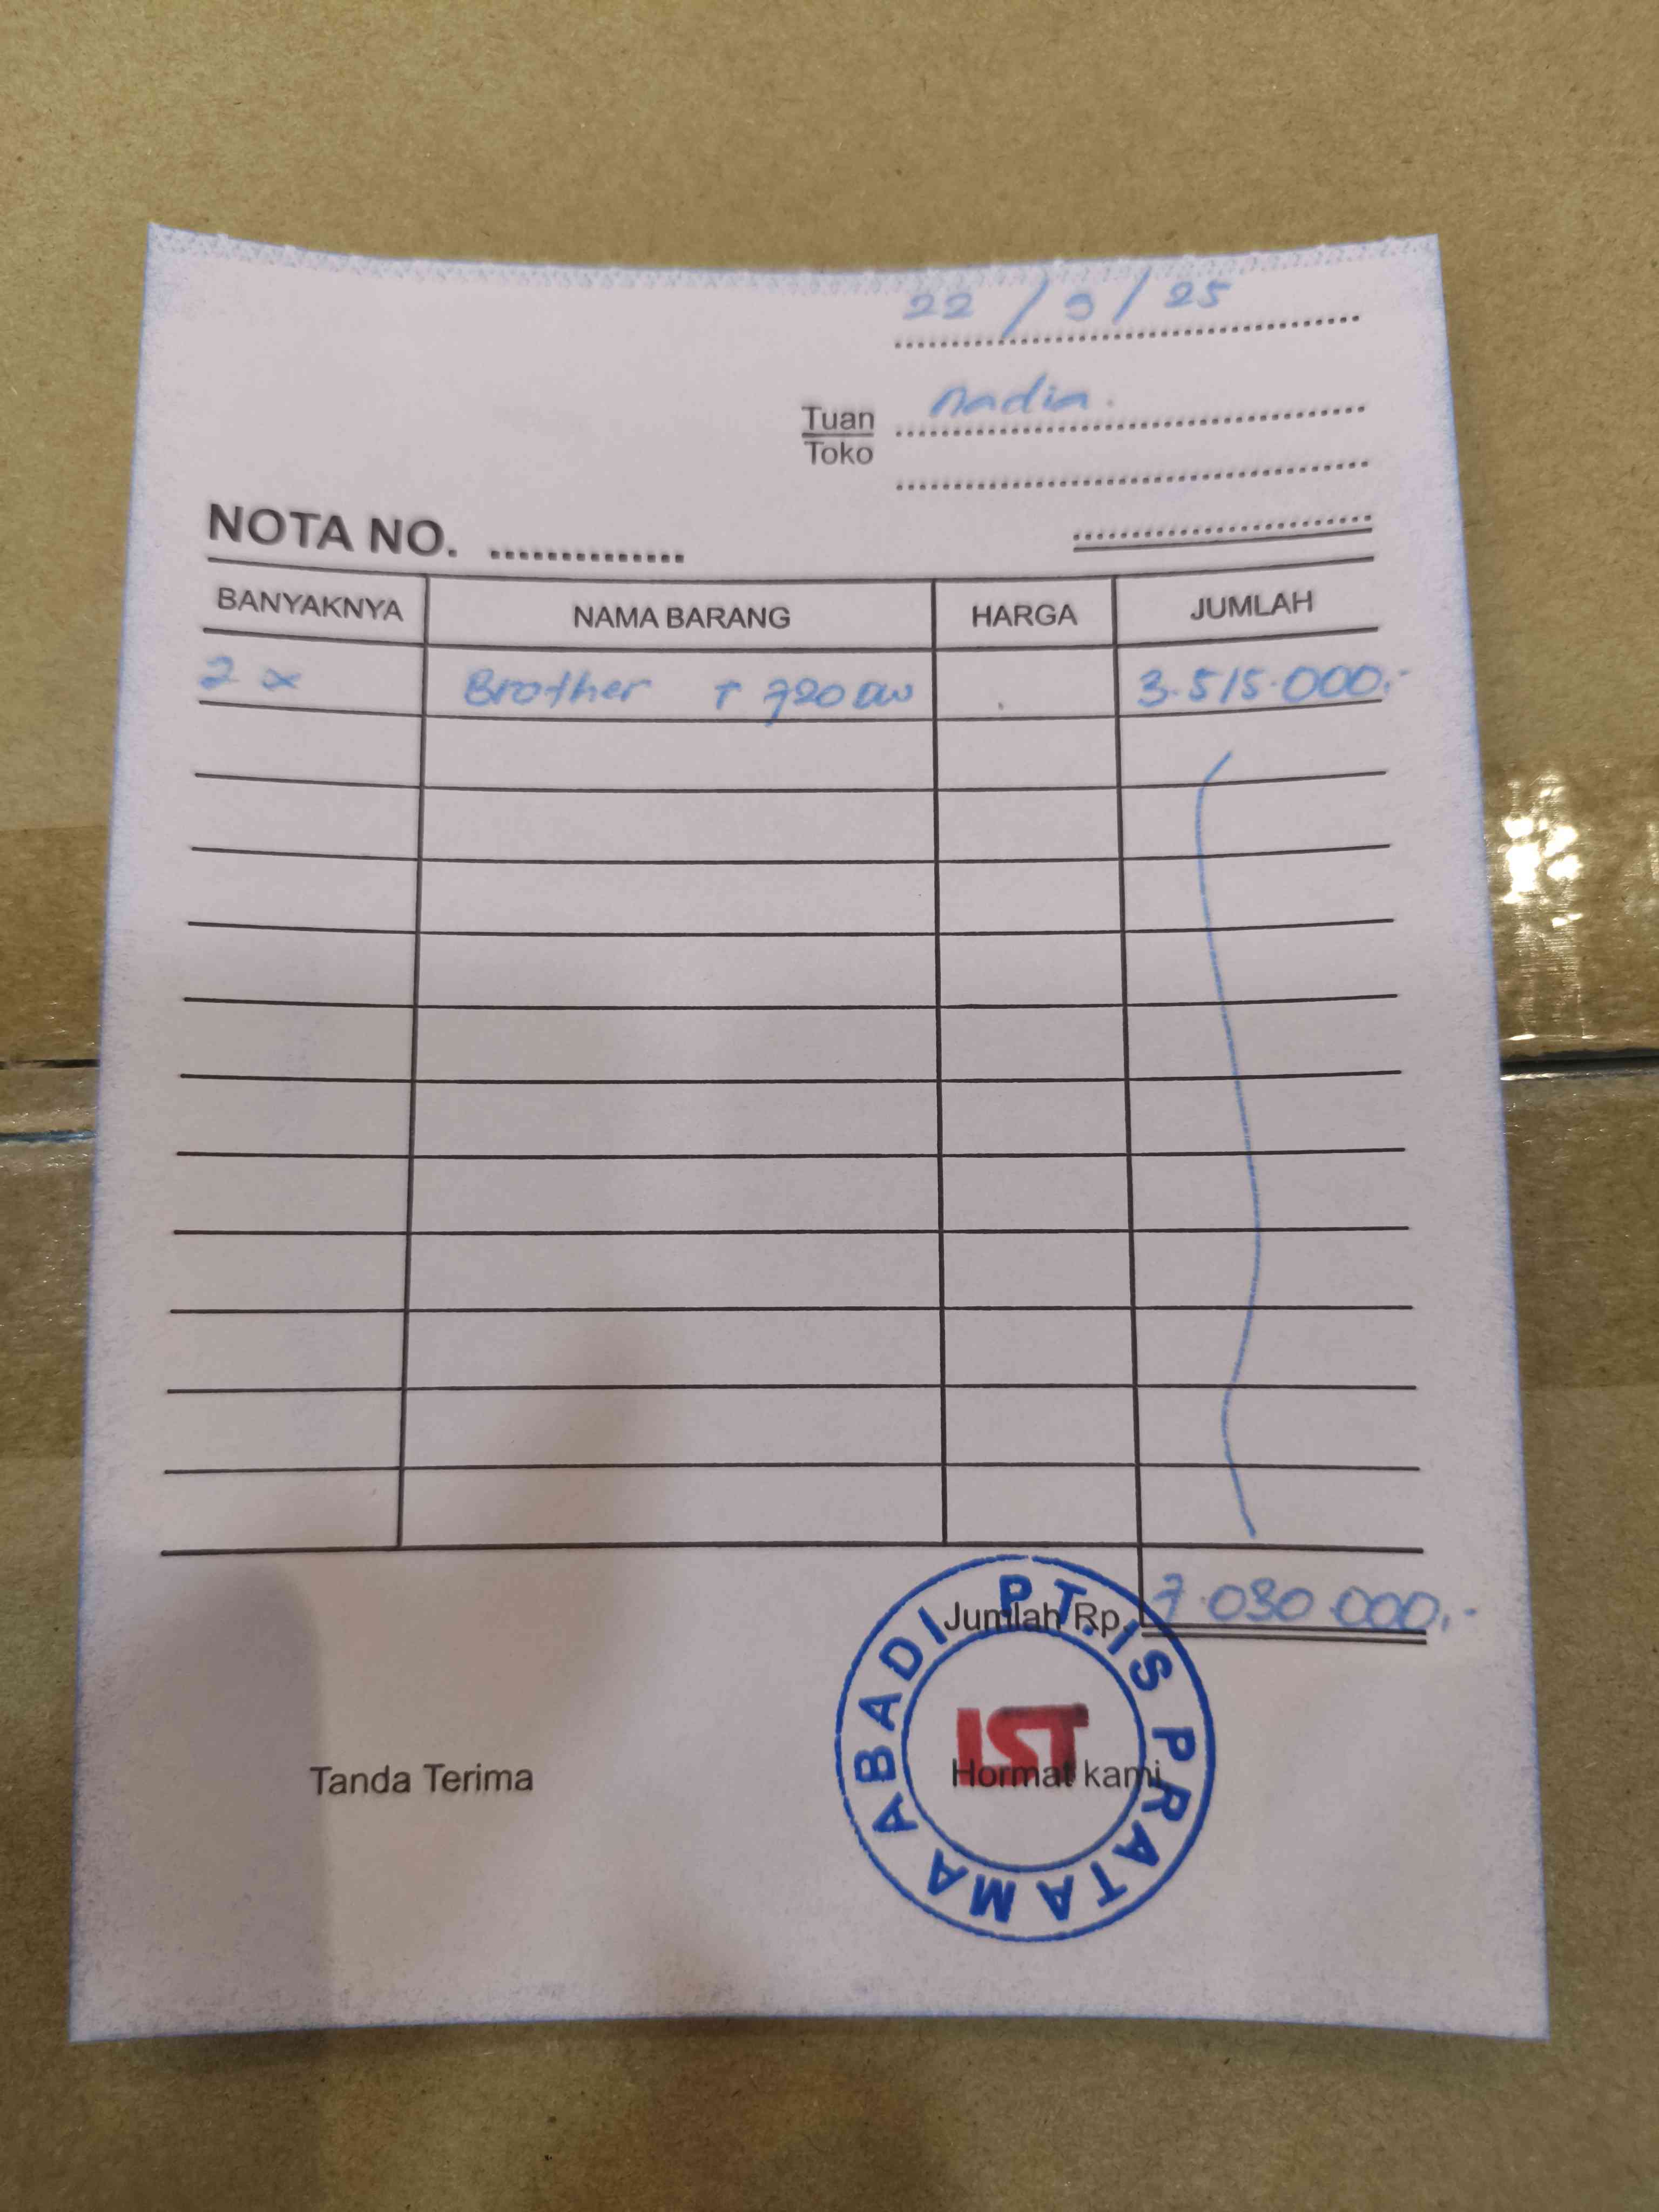 22 / 9 / 25
Tuan nadia.
Toko
NOTA NO. ..............
BANYAKNYA NAMA BARANG HARGA JUMLAH
2 x Brother T 720 DW 3.515.000,-
Jumlah Rp. 7.030.000,-
Tanda Terima Hormat kami
PT. IS PRATAMA ABADI
IST